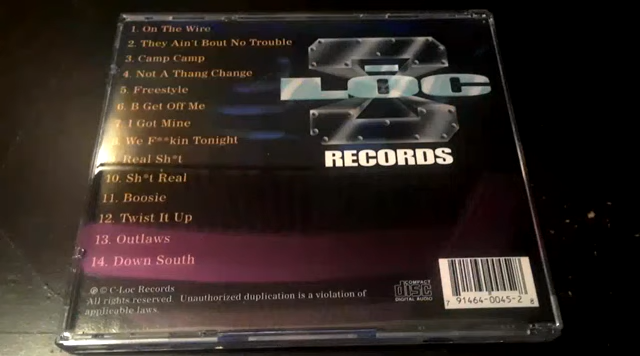 1. On The Wire
2. They Ain't Bout No Trouble
3. Camp Camp
4. Not A Thang Change
5. Freestyle
6. B Get Off Me
7. I Got Mine
8. We F**kin Tonight
9. Real Sh*t
10. Sh*t Real
11. Boosie
12. Twist It Up
13. Outlaws
14. Down South
LOC
RECORDS
℗ © C-Loc Records
All rights reserved. Unauthorized duplication is a violation of
applicable laws.
COMPACT
DISC
DIGITAL AUDIO
7 91464-0045-2 8